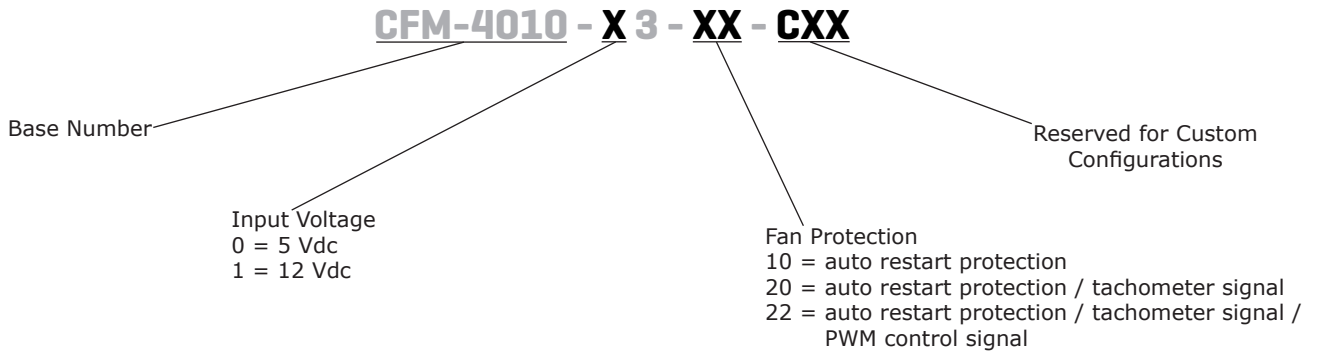 CFM-4010 - X 3 - XX - CXX
Base Number
Reserved for Custom
Configurations
Input Voltage
0 = 5 Vdc
1 = 12 Vdc
Fan Protection
10 = auto restart protection
20 = auto restart protection / tachometer signal
22 = auto restart protection / tachometer signal /
PWM control signal